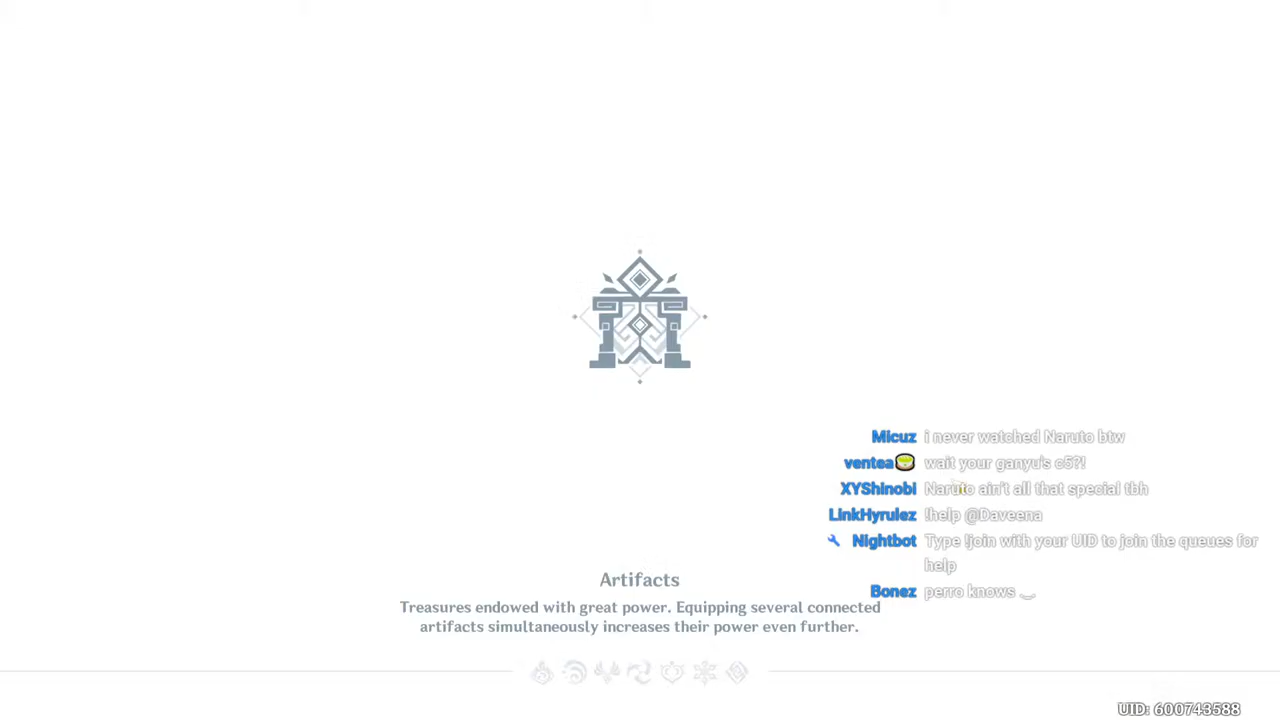 Micuz i never watched Naruto btw
ventea wait your ganyu's c5?!
XYShinobi Naruto ain't all that special tbh
LinkHyrulez !help @Daveena
Nightbot Type !join with your UID to join the queues for
help
Bonez perro knows
Artifacts
Treasures endowed with great power. Equipping several connected
artifacts simultaneously increases their power even further.
UID: 600743588